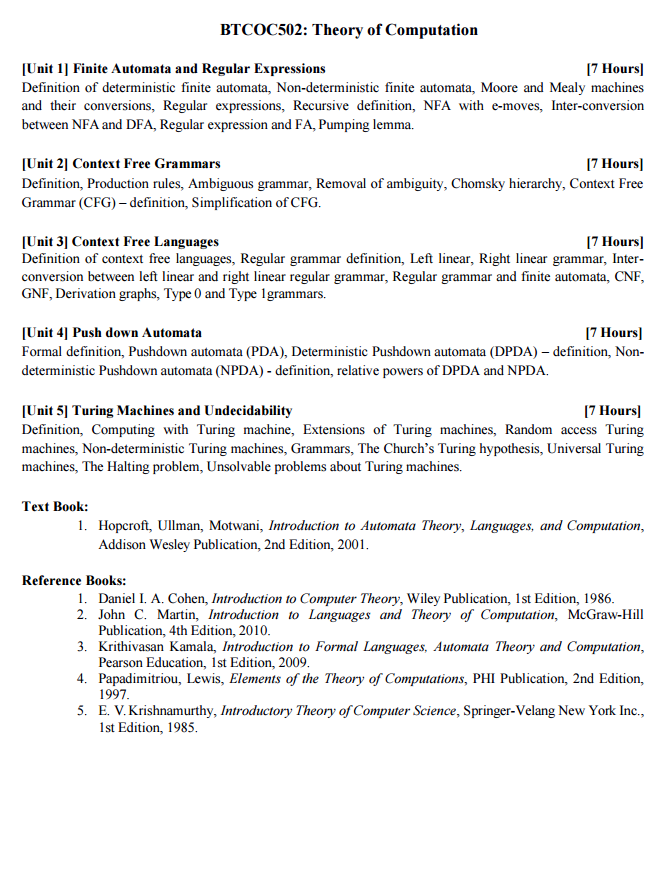 BTCOC502: Theory of Computation
[Unit 1] Finite Automata and Regular Expressions [7 Hours]
Definition of deterministic finite automata, Non-deterministic finite automata, Moore and Mealy machines
and their conversions, Regular expressions, Recursive definition, NFA with e-moves, Inter-conversion
between NFA and DFA, Regular expression and FA, Pumping lemma.
[Unit 2] Context Free Grammars [7 Hours]
Definition, Production rules, Ambiguous grammar, Removal of ambiguity, Chomsky hierarchy, Context Free
Grammar (CFG) – definition, Simplification of CFG.
[Unit 3] Context Free Languages [7 Hours]
Definition of context free languages, Regular grammar definition, Left linear, Right linear grammar, Inter-
conversion between left linear and right linear regular grammar, Regular grammar and finite automata, CNF,
GNF, Derivation graphs, Type 0 and Type 1grammars.
[Unit 4] Push down Automata [7 Hours]
Formal definition, Pushdown automata (PDA), Deterministic Pushdown automata (DPDA) – definition, Non-
deterministic Pushdown automata (NPDA) - definition, relative powers of DPDA and NPDA.
[Unit 5] Turing Machines and Undecidability [7 Hours]
Definition, Computing with Turing machine, Extensions of Turing machines, Random access Turing
machines, Non-deterministic Turing machines, Grammars, The Church's Turing hypothesis, Universal Turing
machines, The Halting problem, Unsolvable problems about Turing machines.
Text Book:
1. Hopcroft, Ullman, Motwani, Introduction to Automata Theory, Languages, and Computation,
Addison Wesley Publication, 2nd Edition, 2001.
Reference Books:
1. Daniel I. A. Cohen, Introduction to Computer Theory, Wiley Publication, 1st Edition, 1986.
2. John C. Martin, Introduction to Languages and Theory of Computation, McGraw-Hill
Publication, 4th Edition, 2010.
3. Krithivasan Kamala, Introduction to Formal Languages, Automata Theory and Computation,
Pearson Education, 1st Edition, 2009.
4. Papadimitriou, Lewis, Elements of the Theory of Computations, PHI Publication, 2nd Edition,
1997.
5. E. V. Krishnamurthy, Introductory Theory of Computer Science, Springer-Velang New York Inc.,
1st Edition, 1985.